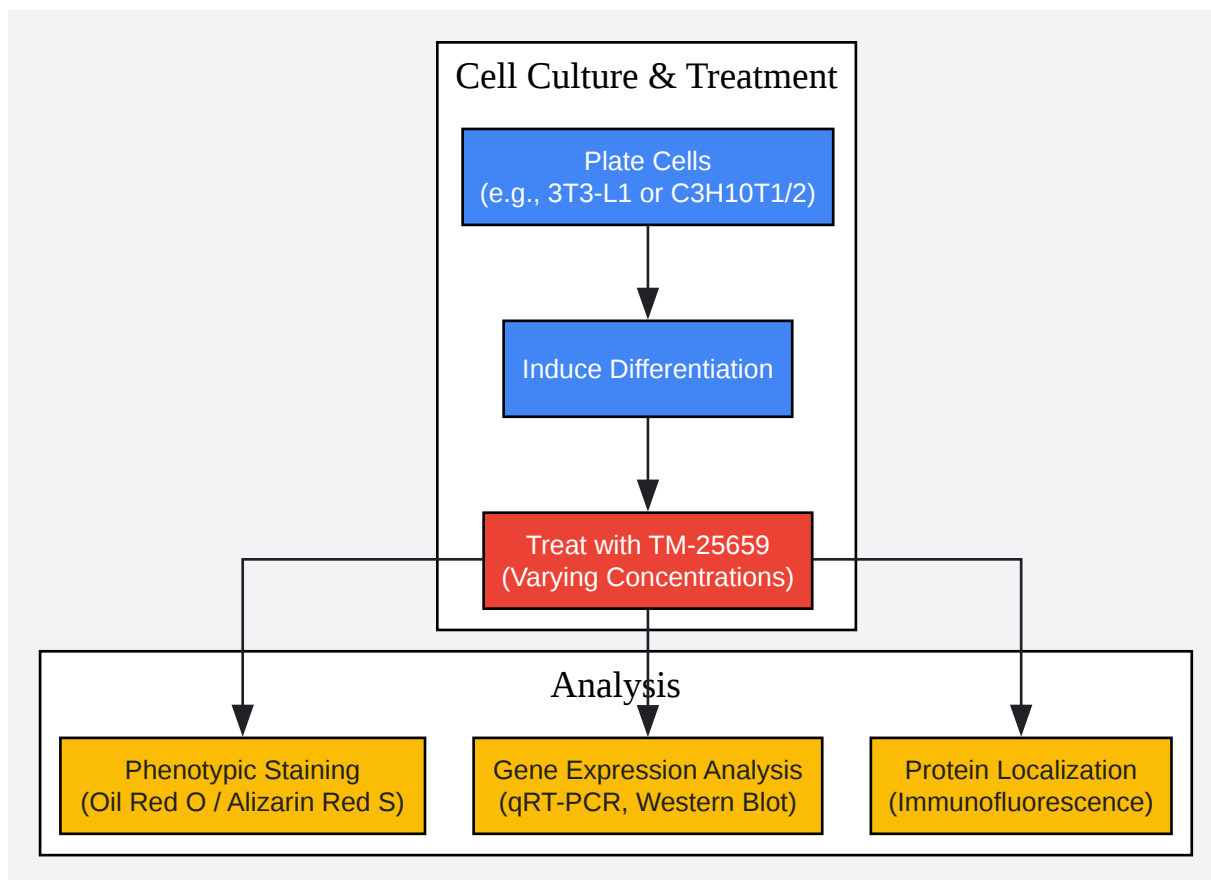 Cell Culture & Treatment
Plate Cells
(e.g., 3T3-L1 or C3H10T1/2)
Induce Differentiation
Treat with TM-25659
(Varying Concentrations)
Analysis
Phenotypic Staining
(Oil Red O / Alizarin Red S)
Gene Expression Analysis
(qRT-PCR, Western Blot)
Protein Localization
(Immunofluorescence)